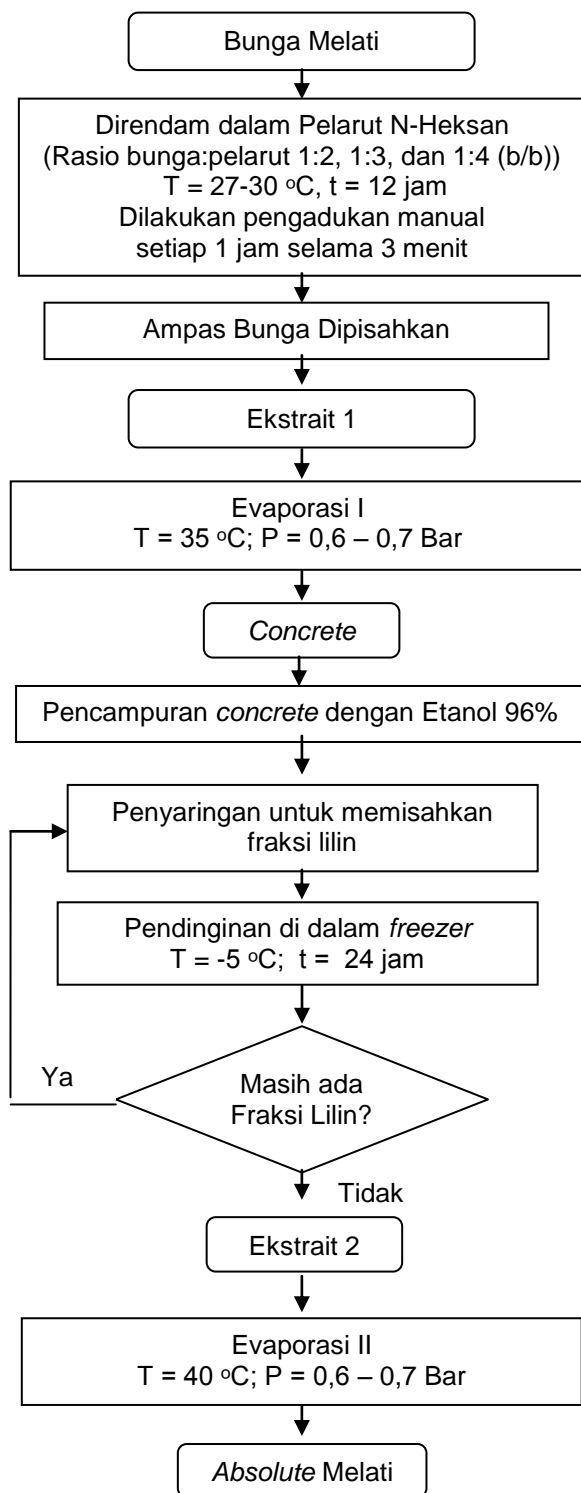 Bunga Melati
Direndam dalam Pelarut N-Heksan
(Rasio bunga:pelarut 1:2, 1:3, dan 1:4 (b/b))
T = 27-30 ᵒC, t = 12 jam
Dilakukan pengadukan manual
setiap 1 jam selama 3 menit
Ampas Bunga Dipisahkan
Ekstrait 1
Evaporasi I
T = 35 ᵒC; P = 0,6 – 0,7 Bar
Concrete
Pencampuran concrete dengan Etanol 96%
Penyaringan untuk memisahkan
fraksi lilin
Pendinginan di dalam freezer
T = -5 ᵒC; t = 24 jam
Ya
Masih ada
Fraksi Lilin?
Tidak
Ekstrait 2
Evaporasi II
T = 40 ᵒC; P = 0,6 – 0,7 Bar
Absolute Melati